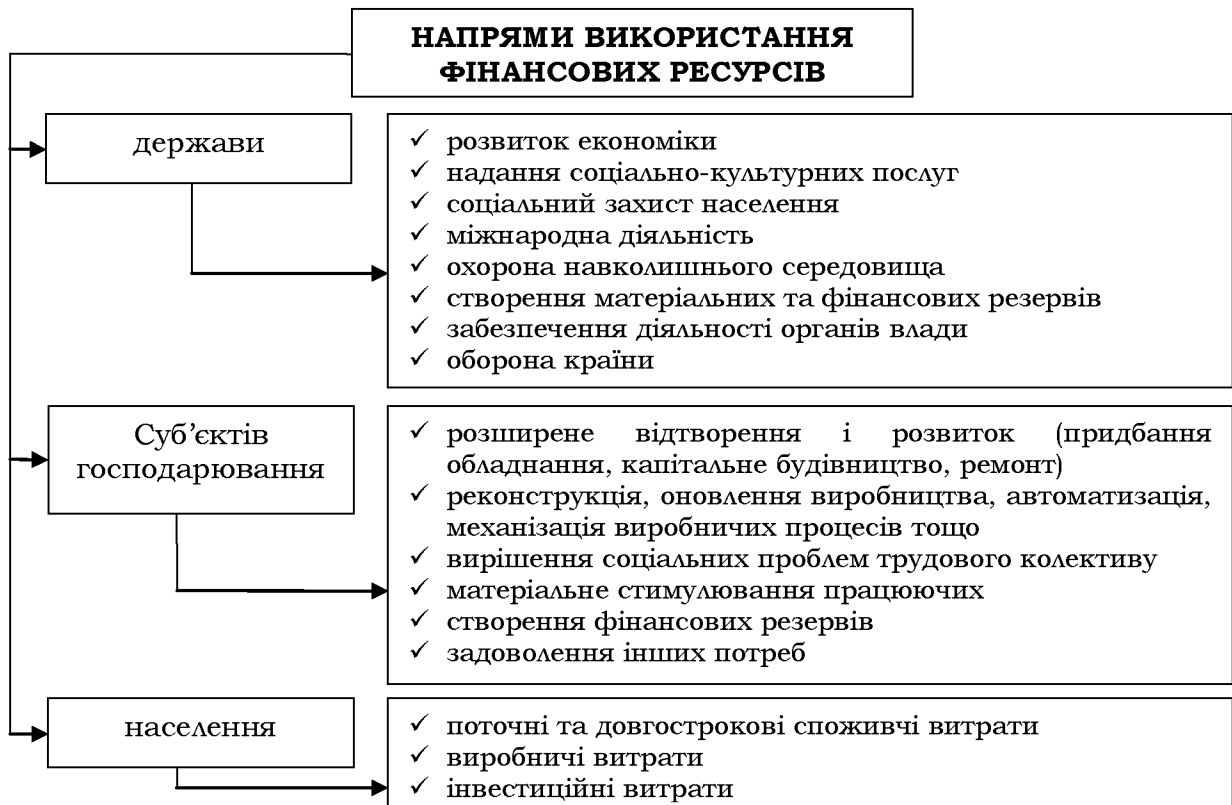 НАПРЯМИ ВИКОРИСТАННЯ
ФІНАНСОВИХ РЕСУРСІВ
держави
✓ розвиток економіки
✓ надання соціально-культурних послуг
✓ соціальний захист населення
✓ міжнародна діяльність
✓ охорона навколишнього середовища
✓ створення матеріальних та фінансових резервів
✓ забезпечення діяльності органів влади
✓ оборона країни
Суб’єктів
господарювання
✓ розширене відтворення і розвиток (придбання
обладнання, капітальне будівництво, ремонт)
✓ реконструкція, оновлення виробництва, автоматизація,
механізація виробничих процесів тощо
✓ вирішення соціальних проблем трудового колективу
✓ матеріальне стимулювання працюючих
✓ створення фінансових резервів
✓ задоволення інших потреб
населення
✓ поточні та довгострокові споживчі витрати
✓ виробничі витрати
✓ інвестиційні витрати